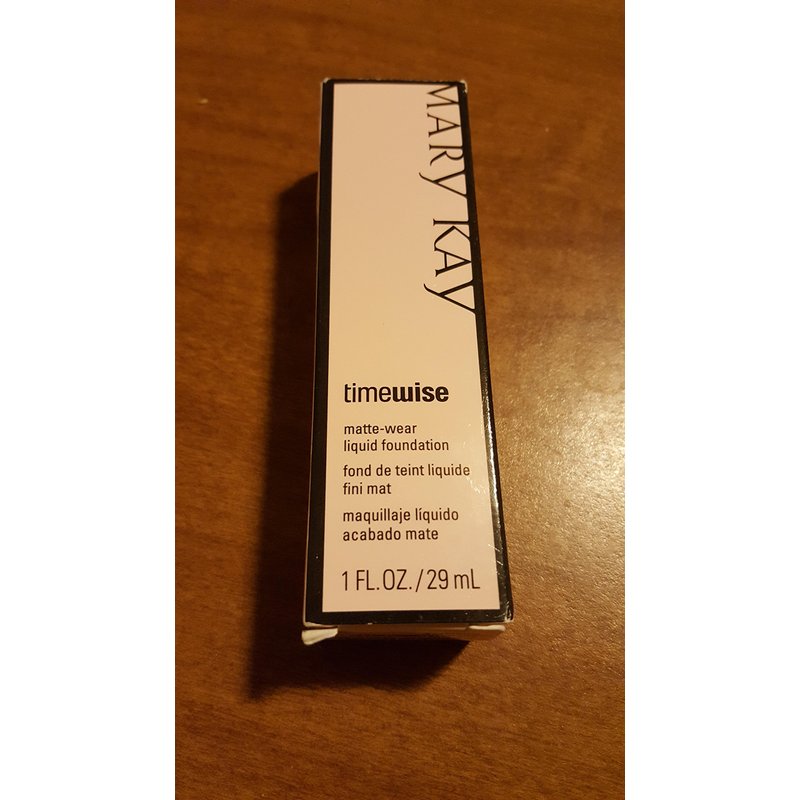 MARY KAY
timewise
matte-wear
liquid foundation
fond de teint liquide
fini mat
maquillaje líquido
acabado mate
1 FL.OZ./29 mL